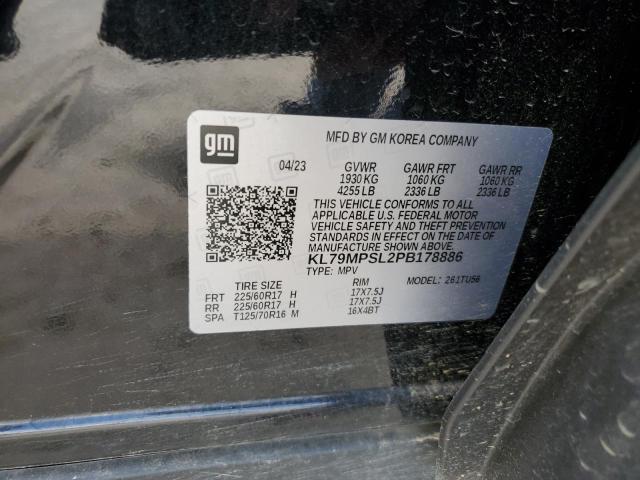 gm
MFD BY GM KOREA COMPANY
04/23 GVWR GAWR FRT GAWR RR
1930 KG 1060 KG 1060 KG
4255 LB 2336 LB 2336 LB
THIS VEHICLE CONFORMS TO ALL
APPLICABLE U.S. FEDERAL MOTOR
VEHICLE SAFETY AND THEFT PREVENTION
STANDARDS IN EFFECT ON THE DATE OF
MANUFACTURE SHOWN ABOVE.
KL79MPSL2PB178886
TYPE: MPV MODEL: 261TU56
TIRE SIZE RIM
FRT 225/60R17 H 17X7.5J
RR 225/60R17 H 17X7.5J
SPA T125/70R16 M 16X4BT